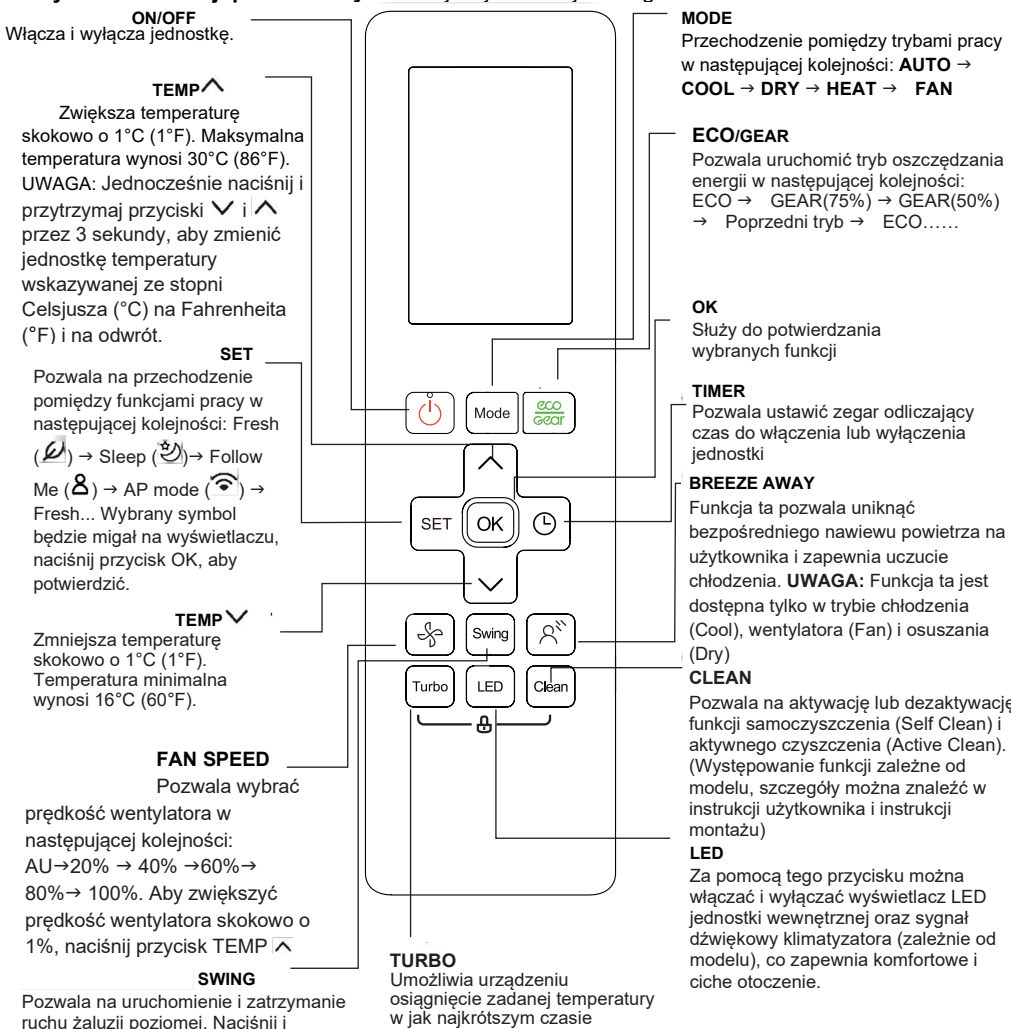 ON/OFF
Włącza i wyłącza jednostkę.
TEMP
Zwiększa temperaturę
skokowo o 1°C (1°F). Maksymalna
temperatura wynosi 30°C (86°F).
UWAGA: Jednocześnie naciśnij i
przytrzymaj przyciski ∨ i ∧
przez 3 sekundy, aby zmienić
jednostkę temperatury
wskazywanej ze stopni
Celsjusza (°C) na Fahrenheita
(°F) i na odwrót.
SET
Pozwala na przechodzenie
pomiędzy funkcjami pracy w
następującej kolejności: Fresh
( ) → Sleep ( )→ Follow
Me ( ) → AP mode ( ) →
Fresh... Wybrany symbol
będzie migał na wyświetlaczu,
naciśnij przycisk OK, aby
potwierdzić.
TEMP
Zmniejsza temperaturę
skokowo o 1°C (1°F).
Temperatura minimalna
wynosi 16°C (60°F).
FAN SPEED
Pozwala wybrać
prędkość wentylatora w
następującej kolejności:
AU→20% → 40% →60%→
80%→ 100%. Aby zwiększyć
prędkość wentylatora skokowo o
1%, naciśnij przycisk TEMP ∧
SWING
Pozwala na uruchomienie i zatrzymanie
ruchu żaluzji poziomej. Naciśnij i
Mode
eco
Gear
SET
OK
Swing
Turbo
LED
Clean
TURBO
Umożliwia urządzeniu
osiągnięcie zadanej temperatury
w jak najkrótszym czasie
MODE
Przechodzenie pomiędzy trybami pracy
w następującej kolejności: AUTO →
COOL → DRY → HEAT → FAN
ECO/GEAR
Pozwala uruchomić tryb oszczędzania
energii w następującej kolejności:
ECO → GEAR(75%) → GEAR(50%)
→ Poprzedni tryb → ECO……
OK
Służy do potwierdzania
wybranych funkcji
TIMER
Pozwala ustawić zegar odliczający
czas do włączenia lub wyłączenia
jednostki
BREEZE AWAY
Funkcja ta pozwala uniknąć
bezpośredniego nawiewu powietrza na
użytkownika i zapewnia uczucie
chłodzenia. UWAGA: Funkcja ta jest
dostępna tylko w trybie chłodzenia
(Cool), wentylatora (Fan) i osuszania
(Dry)
CLEAN
Pozwala na aktywację lub dezaktywację
funkcji samoczyszczenia (Self Clean) i
aktywnego czyszczenia (Active Clean).
(Występowanie funkcji zależne od
modelu, szczegóły można znaleźć w
instrukcji użytkownika i instrukcji
montażu)
LED
Za pomocą tego przycisku można
włączać i wyłączać wyświetlacz LED
jednostki wewnętrznej oraz sygnał
dźwiękowy klimatyzatora (zależnie od
modelu), co zapewnia komfortowe i
ciche otoczenie.